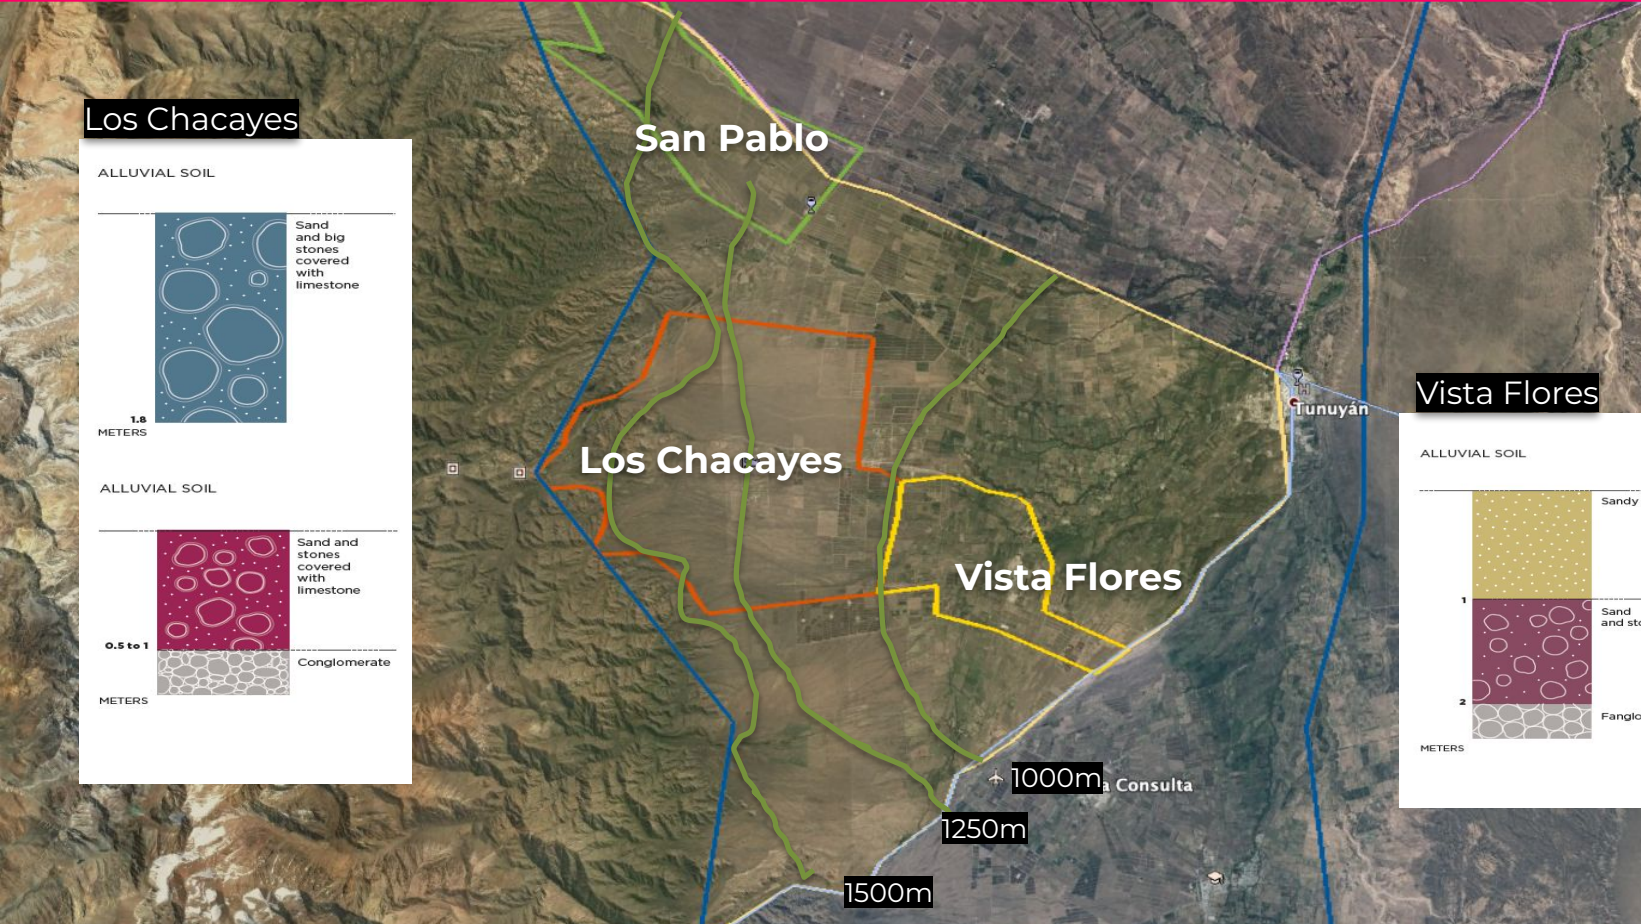 Los Chacayes
ALLUVIAL SOIL
Sand
and big
stones
covered
with
limestone
1.8
METERS
ALLUVIAL SOIL
Sand and
stones
covered
with
limestone
0.5 to 1
Conglomerate
METERS
San Pablo
Los Chacayes
Vista Flores
Tunuyán
1000m
a Consulta
1250m
1500m
Vista Flores
ALLUVIAL SOIL
Sandy
1
Sand
and sto
2
Fanglo
METERS